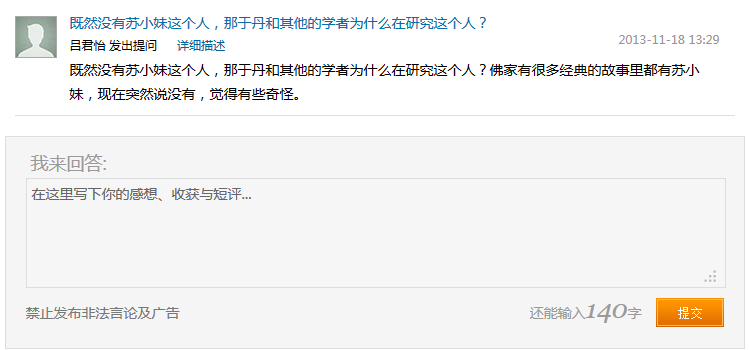 既然没有苏小妹这个人，那于丹和其他的学者为什么在研究这个人？
吕君怡 发出提问 详细描述 2013-11-18 13:29
既然没有苏小妹这个人，那于丹和其他的学者为什么在研究这个人？佛家有很多经典的故事里都有苏小
妹，现在突然说没有，觉得有些奇怪。
我来回答:
在这里写下你的感想、收获与短评...
禁止发布非法言论及广告 还能输入140字 提交